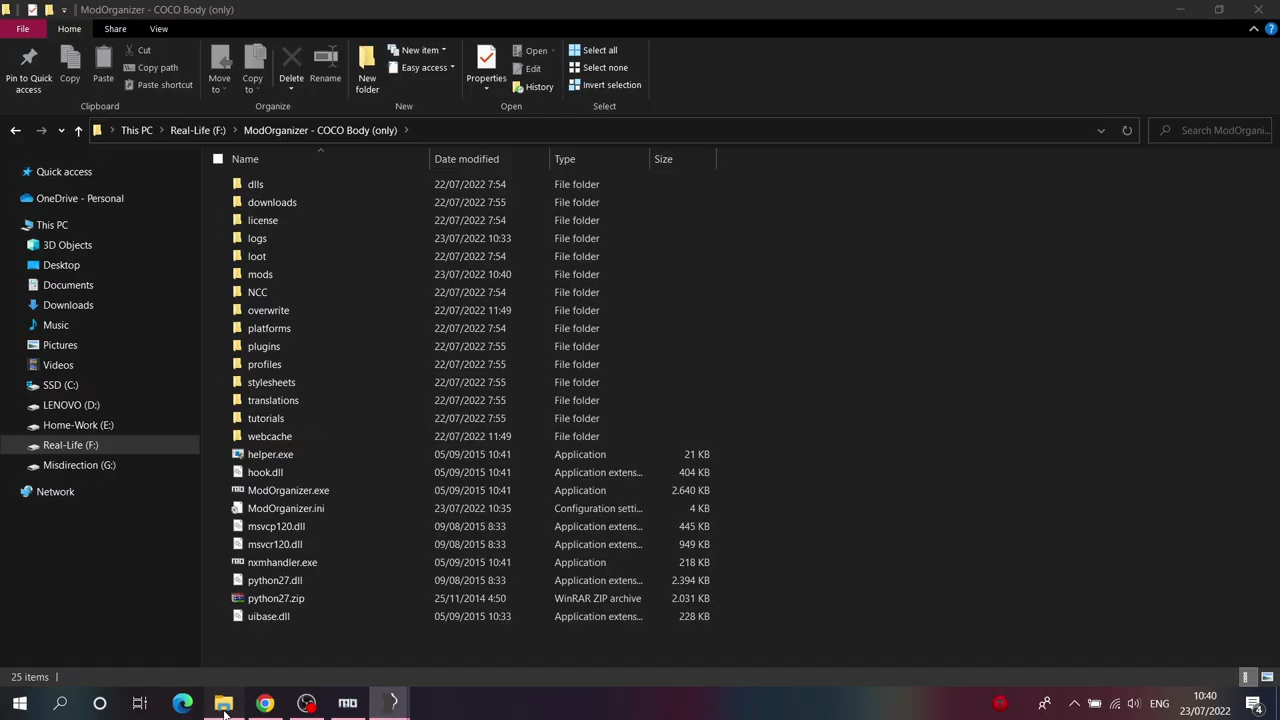 ModOrganizer - COCO Body (only)
File Home Share View
Pin to Quick access
Copy
Paste
Cut
Copy path
Paste shortcut
Clipboard
Move to
Copy to
Delete
Rename
Organize
New folder
New item
Easy access
New
Properties
Open
Edit
History
Open
Select all
Select none
Invert selection
Select
This PC > Real-Life (F:) > ModOrganizer - COCO Body (only) >
Search ModOrgani...
Quick access
OneDrive - Personal
This PC
3D Objects
Desktop
Documents
Downloads
Music
Pictures
Videos
SSD (C:)
LENOVO (D:)
Home-Work (E:)
Real-Life (F:)
Misdirection (G:)
Network
Name Date modified Type Size
dlls 22/07/2022 7:54 File folder
downloads 22/07/2022 7:55 File folder
license 22/07/2022 7:54 File folder
logs 23/07/2022 10:33 File folder
loot 22/07/2022 7:54 File folder
mods 23/07/2022 10:40 File folder
NCC 22/07/2022 7:54 File folder
overwrite 22/07/2022 11:49 File folder
platforms 22/07/2022 7:54 File folder
plugins 22/07/2022 7:55 File folder
profiles 22/07/2022 7:55 File folder
stylesheets 22/07/2022 7:55 File folder
translations 22/07/2022 7:55 File folder
tutorials 22/07/2022 7:55 File folder
webcache 22/07/2022 11:49 File folder
helper.exe 05/09/2015 10:41 Application 21 KB
hook.dll 05/09/2015 10:41 Application extens... 404 KB
ModOrganizer.exe 05/09/2015 10:41 Application 2.640 KB
ModOrganizer.ini 23/07/2022 10:35 Configuration setti... 4 KB
msvcp120.dll 09/08/2015 8:33 Application extens... 445 KB
msvcr120.dll 09/08/2015 8:33 Application extens... 949 KB
nxmhandler.exe 05/09/2015 10:41 Application 218 KB
python27.dll 09/08/2015 8:33 Application extens... 2.394 KB
python27.zip 25/11/2014 4:50 WinRAR ZIP archive 2.031 KB
uibase.dll 05/09/2015 10:33 Application extens... 228 KB
25 items
ENG
10:40
23/07/2022
4